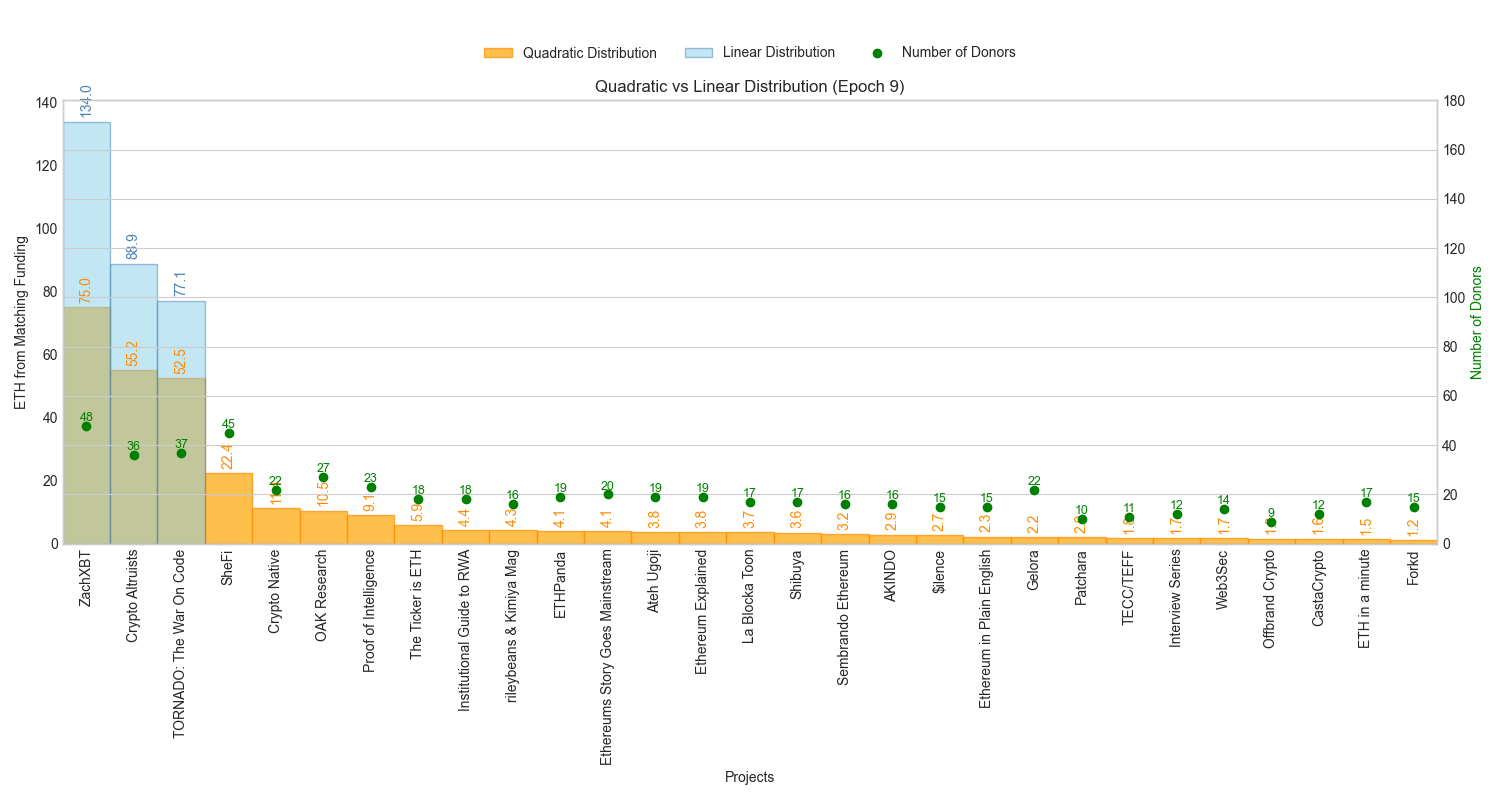 Quadratic Distribution
Linear Distribution
Number of Donors
Quadratic vs Linear Distribution (Epoch 9)
ETH from Matching Funding
140
120
100
80
60
40
20
0
180
160
140
120
100
80
60
40
20
0
Number of Donors
134.0
88.9
77.1
75.0
55.2
52.5
22.4
10.5
9.1
5.9
4.4
4.3
4.1
4.1
3.8
3.8
3.7
3.6
3.2
2.9
2.7
2.3
2.2
1.7
1.7
1.6
1.5
1.2
48
36
37
45
22
27
23
18
18
16
19
20
19
19
17
17
16
16
15
15
22
10
11
12
14
9
12
17
15
ZachXBT
Crypto Altruists
TORNADO: The War On Code
SheFi
Crypto Native
OAK Research
Proof of Intelligence
The Ticker is ETH
Institutional Guide to RWA
rileybeans & Kimiya Mag
ETHPanda
Ethereums Story Goes Mainstream
Ateh Ugoji
Ethereum Explained
La Blocka Toon
Shibuya
Sembrando Ethereum
AKINDO
$ilence
Ethereum in Plain English
Gelora
Patchara
TECC/TEFF
Interview Series
Web3Sec
Offbrand Crypto
CastaCrypto
ETH in a minute
Forkd
Projects